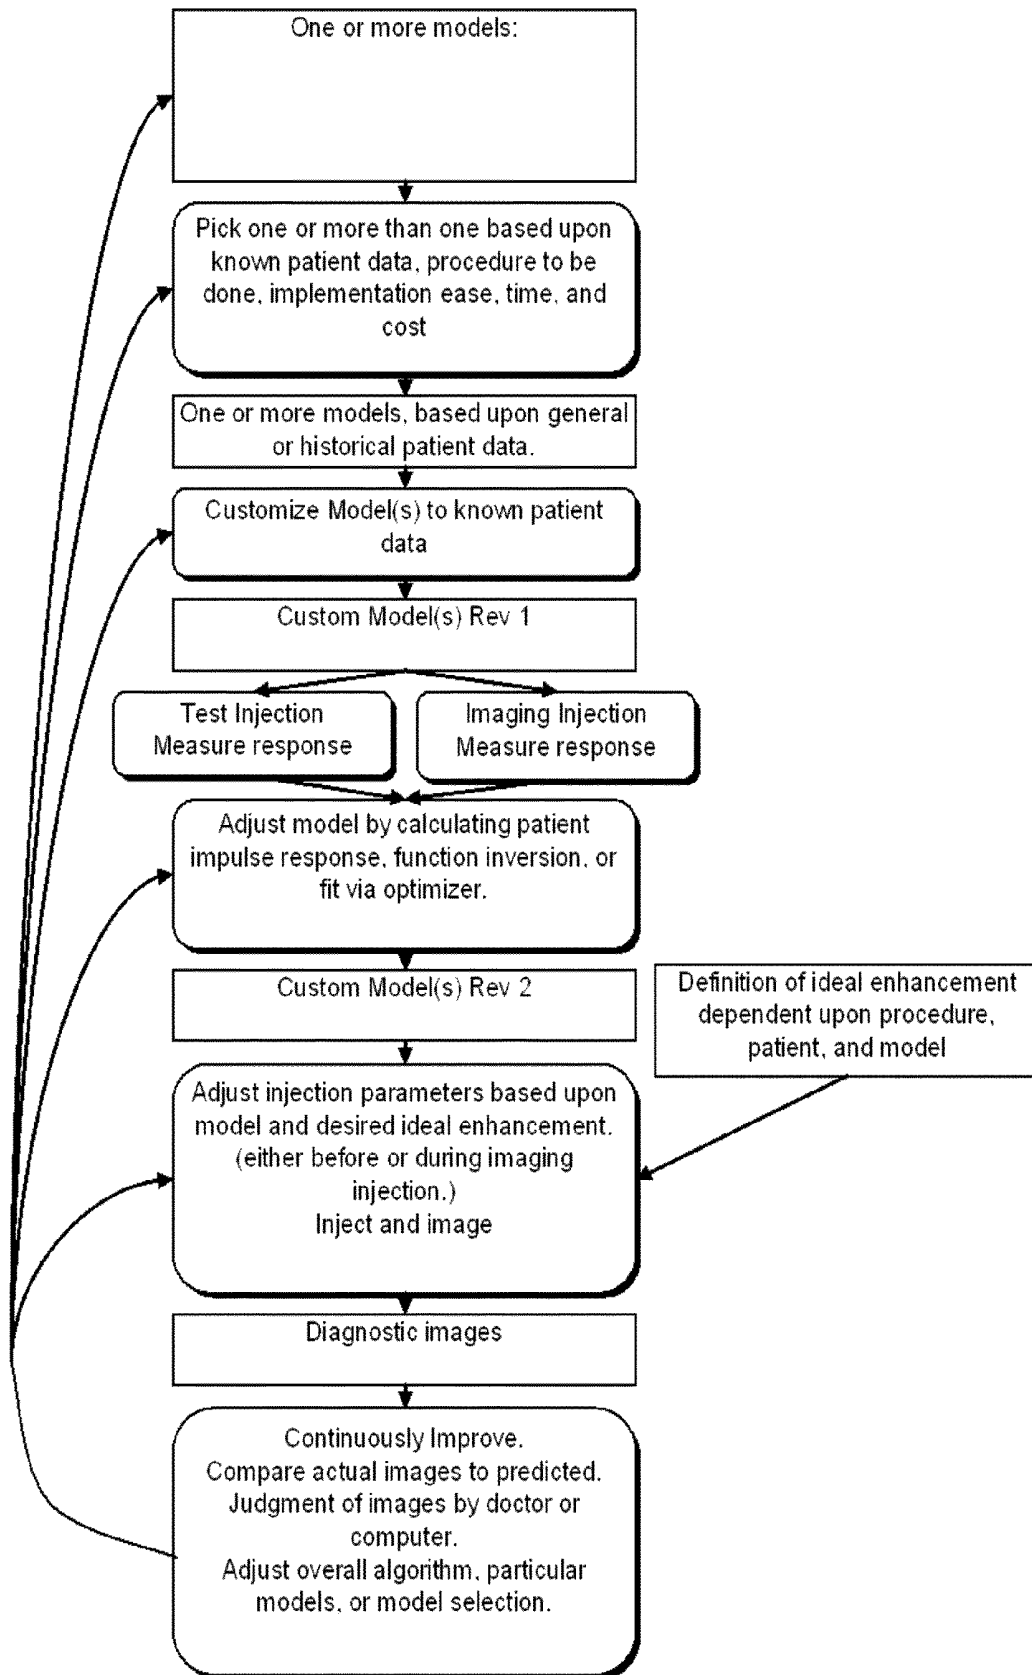 One or more models:
Pick one or more than one based upon
known patient data, procedure to be
done, implementation ease, time, and
cost
One or more models, based upon general
or historical patient data.
Customize Model(s) to known patient
data
Custom Model(s) Rev 1
Test Injection
Measure response
Imaging Injection
Measure response
Adjust model by calculating patient
impulse response, function inversion, or
fit via optimizer.
Custom Model(s) Rev 2
Definition of ideal enhancement
dependent upon procedure,
patient, and model
Adjust injection parameters based upon
model and desired ideal enhancement.
(either before or during imaging
injection.)
Inject and image
Diagnostic images
Continuously Improve.
Compare actual images to predicted.
Judgment of images by doctor or
computer.
Adjust overall algorithm, particular
models, or model selection.